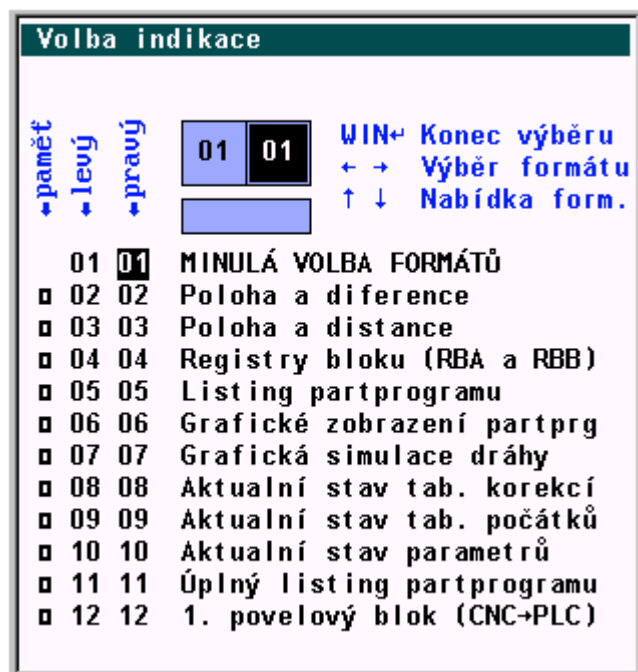 Volba indikace
←paměť
←levý
←pravý
01 01
WIN↵ Konec výběru
← → Výběr formátu
↑ ↓ Nabídka form.
01 01 MINULÁ VOLBA FORMÁTŮ
02 02 Poloha a diference
03 03 Poloha a distance
04 04 Registry bloku (RBA a RBB)
05 05 Listing partprogramu
06 06 Grafické zobrazení partprg
07 07 Grafická simulace dráhy
08 08 Aktualní stav tab. korekcí
09 09 Aktualní stav tab. počátků
10 10 Aktualní stav parametrů
11 11 Úplný listing partprogramu
12 12 1. povelový blok (CNC→PLC)